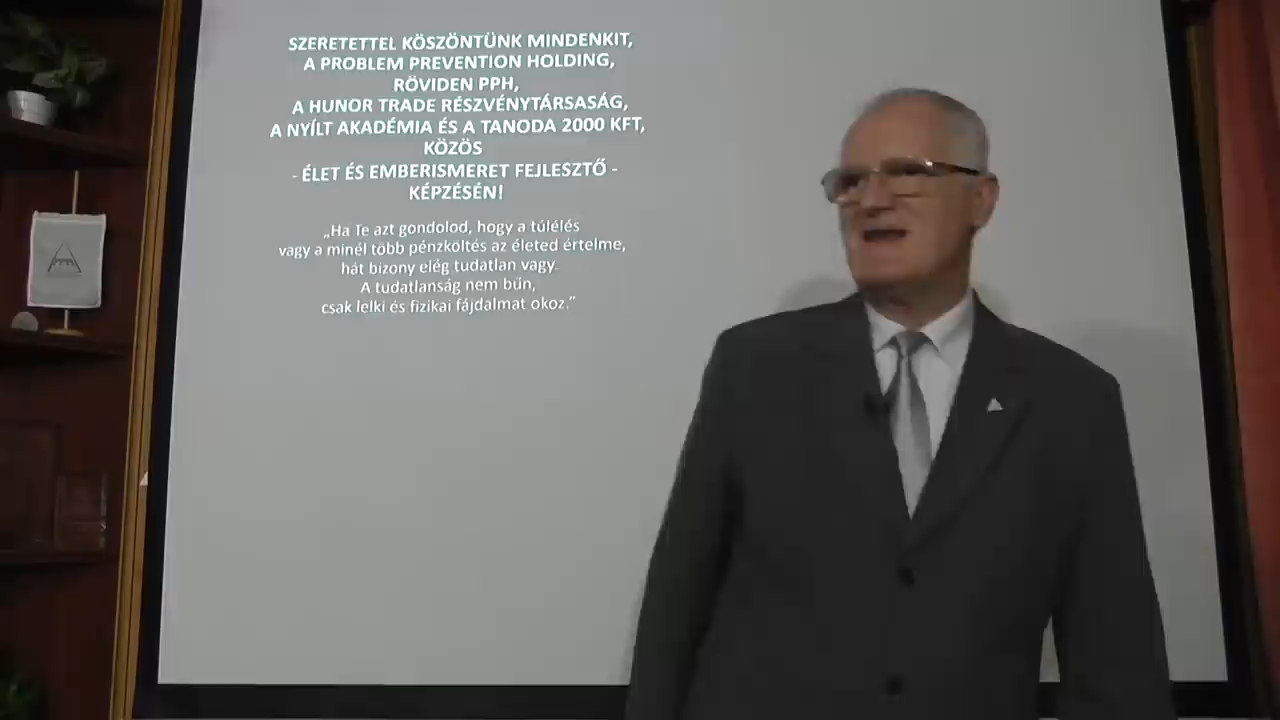 SZERETETTEL KÖSZÖNTÜNK MINDENKIT,
A PROBLEM PREVENTION HOLDING,
RÖVIDEN PPH,
A HUNOR TRADE RÉSZVÉNYTÁRSASÁG,
A NYÍLT AKADÉMIA ÉS A TANODA 2000 KFT,
KÖZÖS
- ÉLET ÉS EMBERISMERET FEJLESZTŐ -
KÉPZÉSÉN!
„Ha Te azt gondolod, hogy a túlélés
vagy a minél több pénzköltés az életed értelme,
hát bizony elég tudatlan vagy.
A tudatlanság nem bűn,
csak lelki és fizikai fájdalmat okoz.”